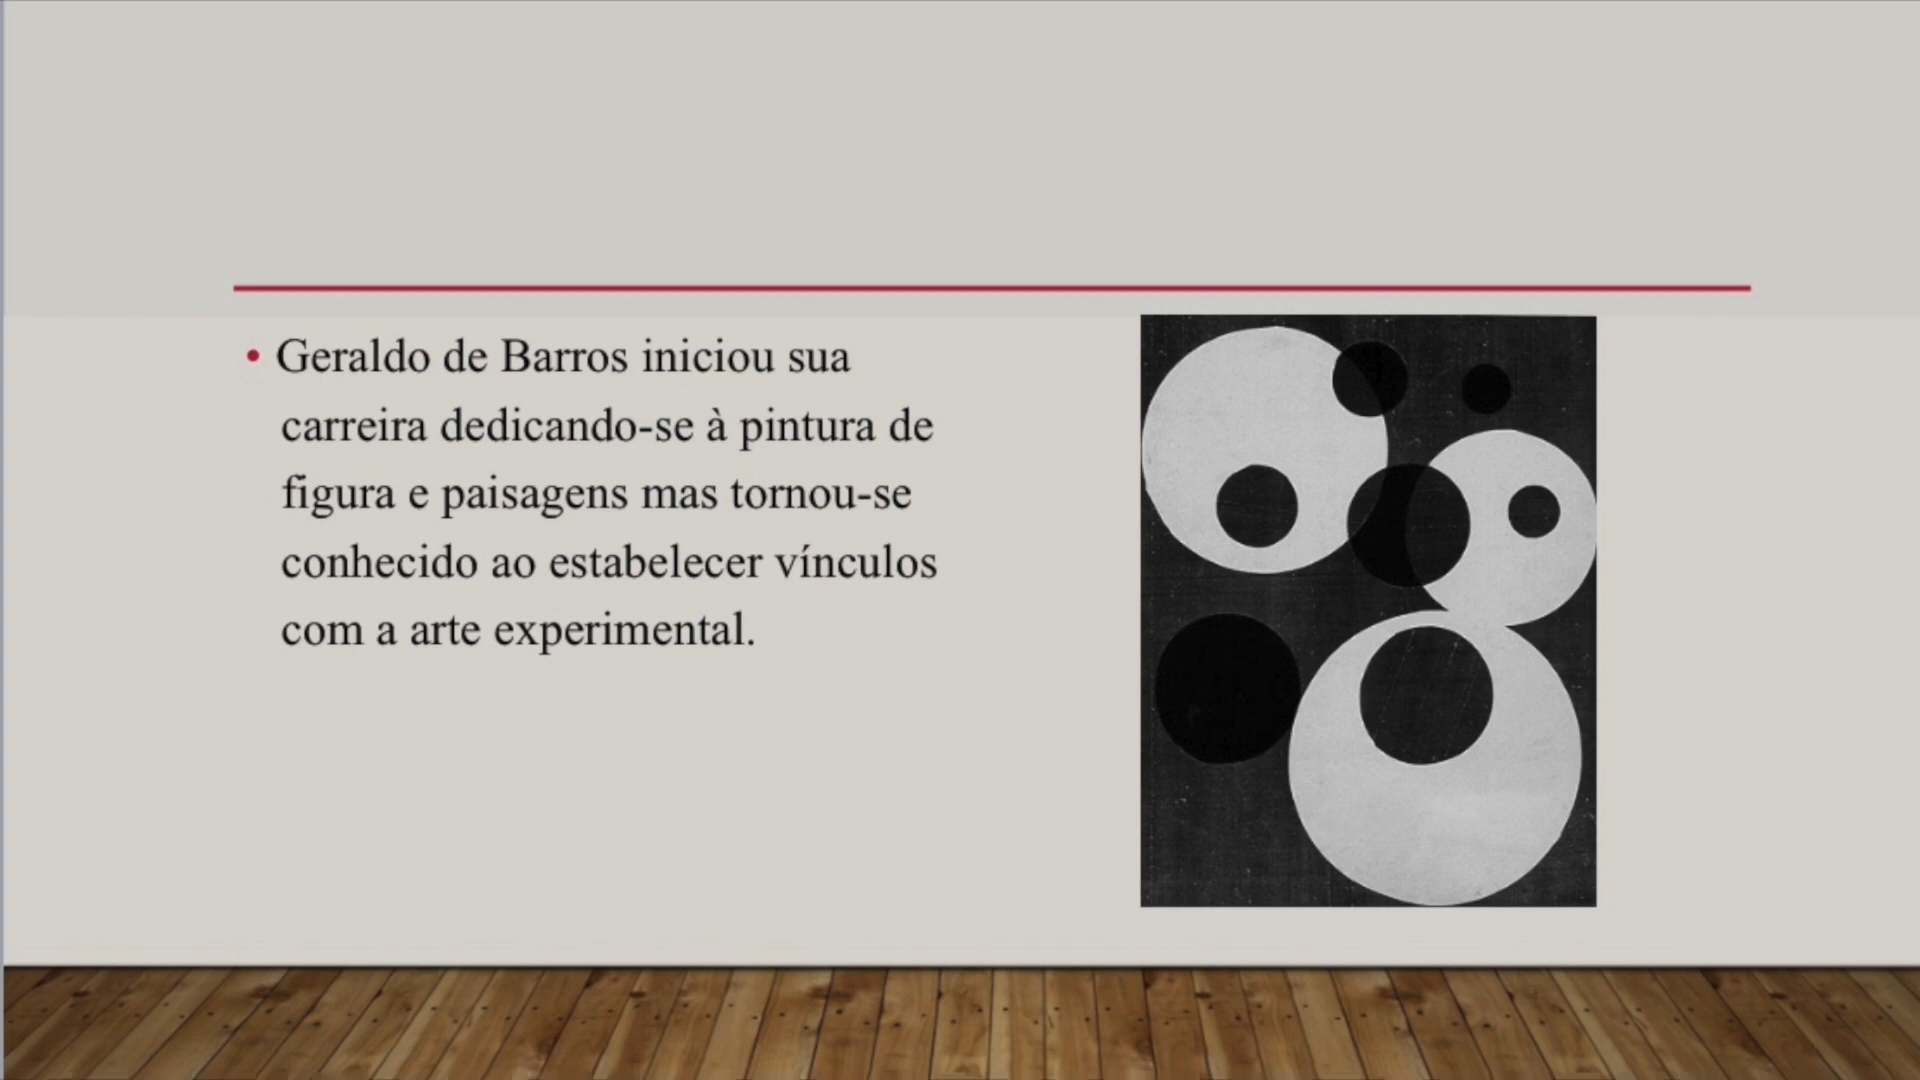 • Geraldo de Barros iniciou sua
carreira dedicando-se à pintura de
figura e paisagens mas tornou-se
conhecido ao estabelecer vínculos
com a arte experimental.